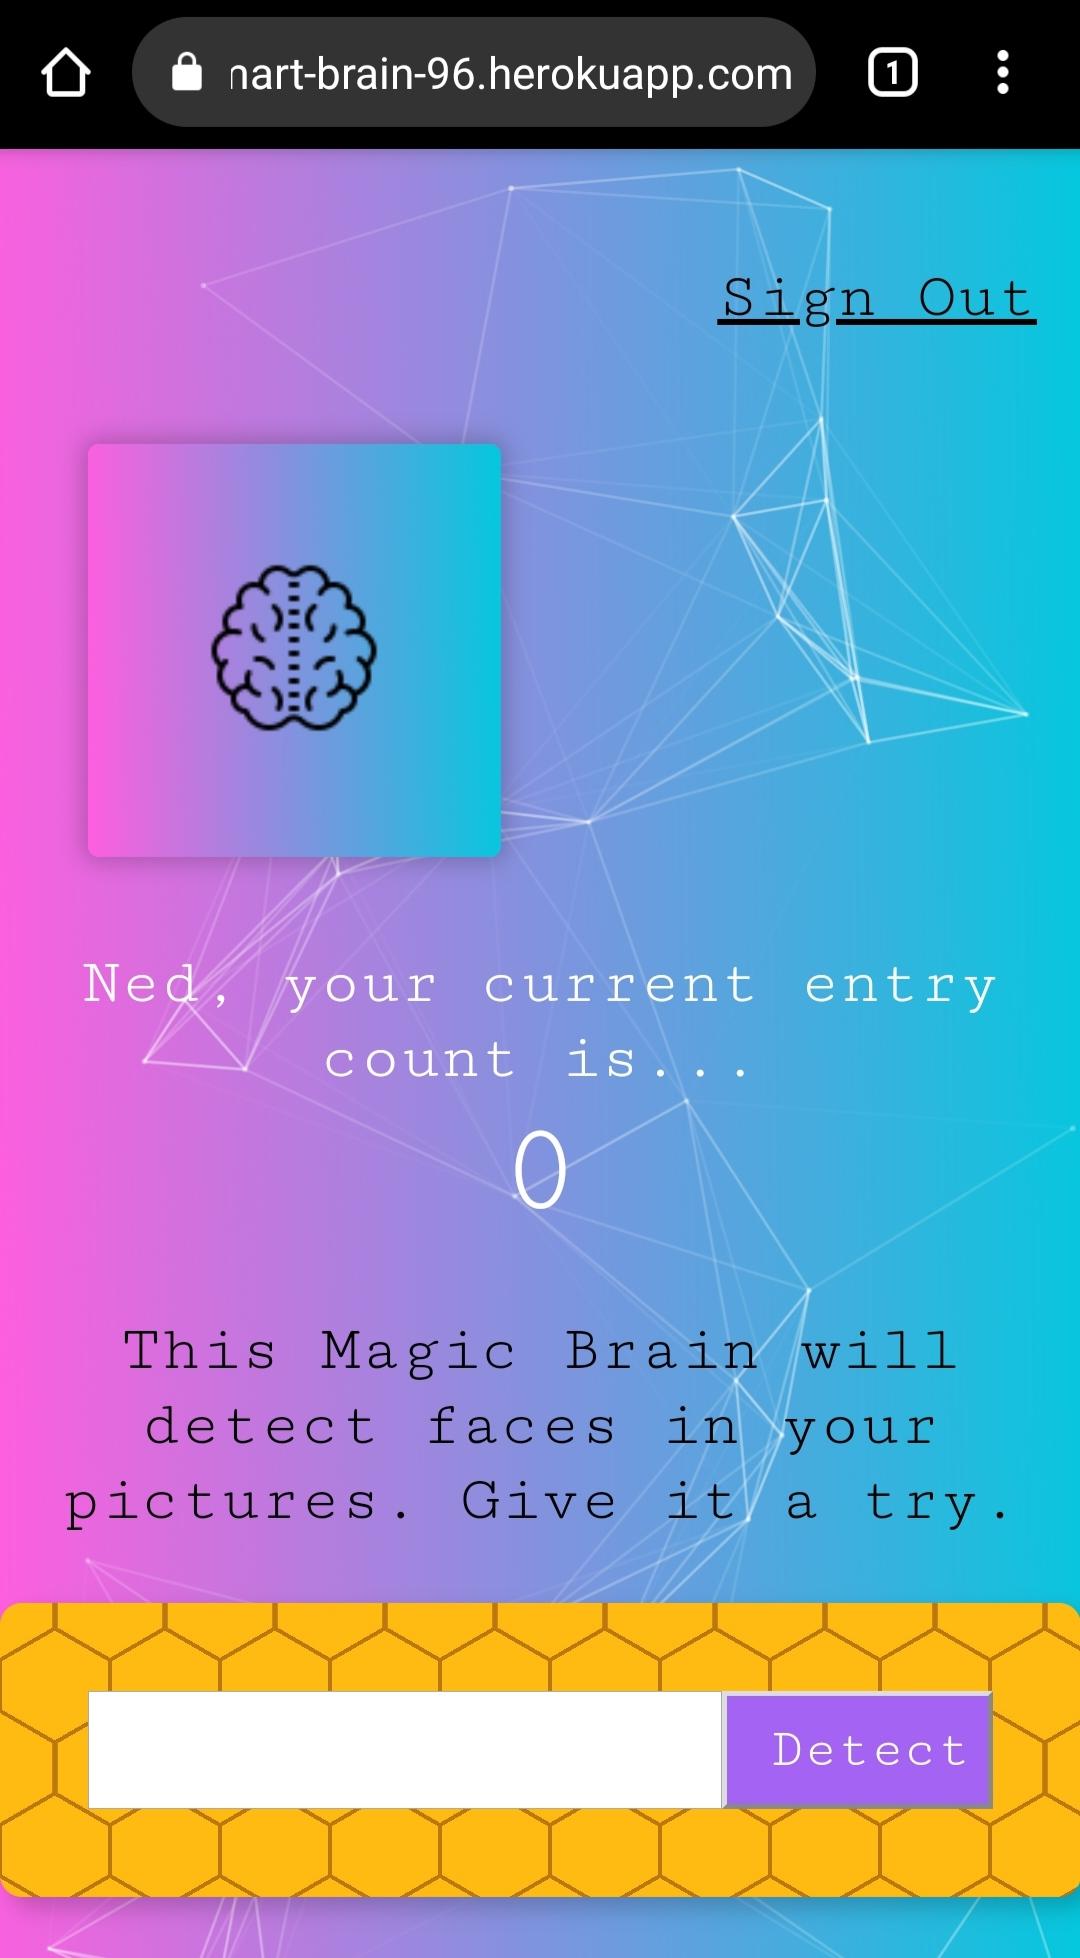 nart-brain-96.herokuapp.com
1
Sign Out
Ned, your current entry
count is...
0
This Magic Brain will
detect faces in your
pictures. Give it a try.
Detect